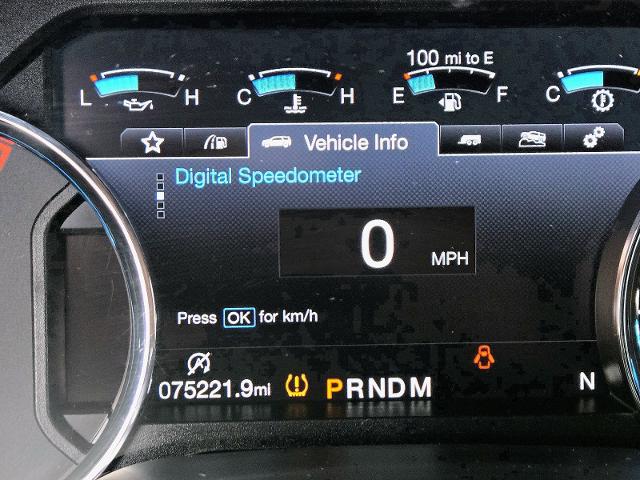 100 mi to E
L H C H E F C
Vehicle Info
Digital Speedometer
0
MPH
Press OK for km/h
075221.9mi PRNDM N